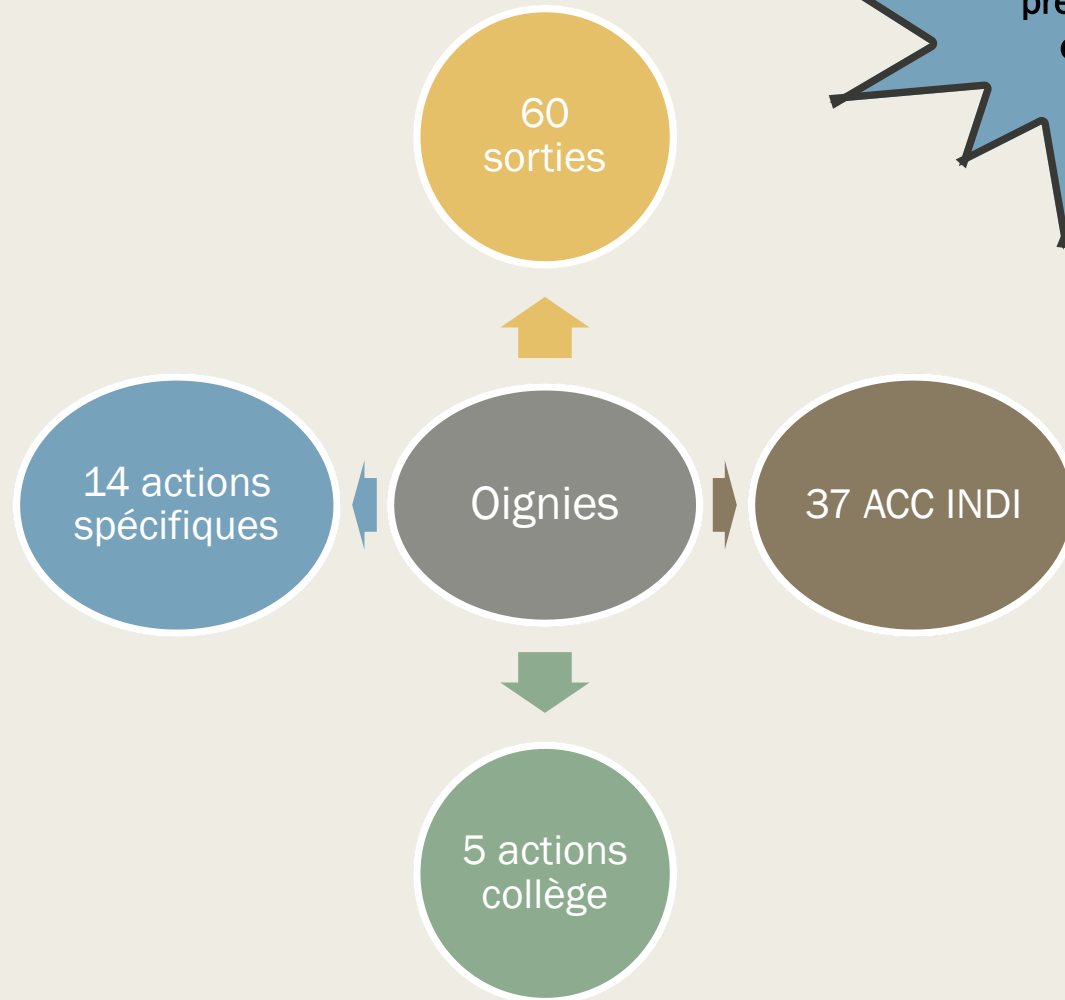 60
sorties
14 actions
spécifiques
Oignies
37 ACC INDI
5 actions
collège